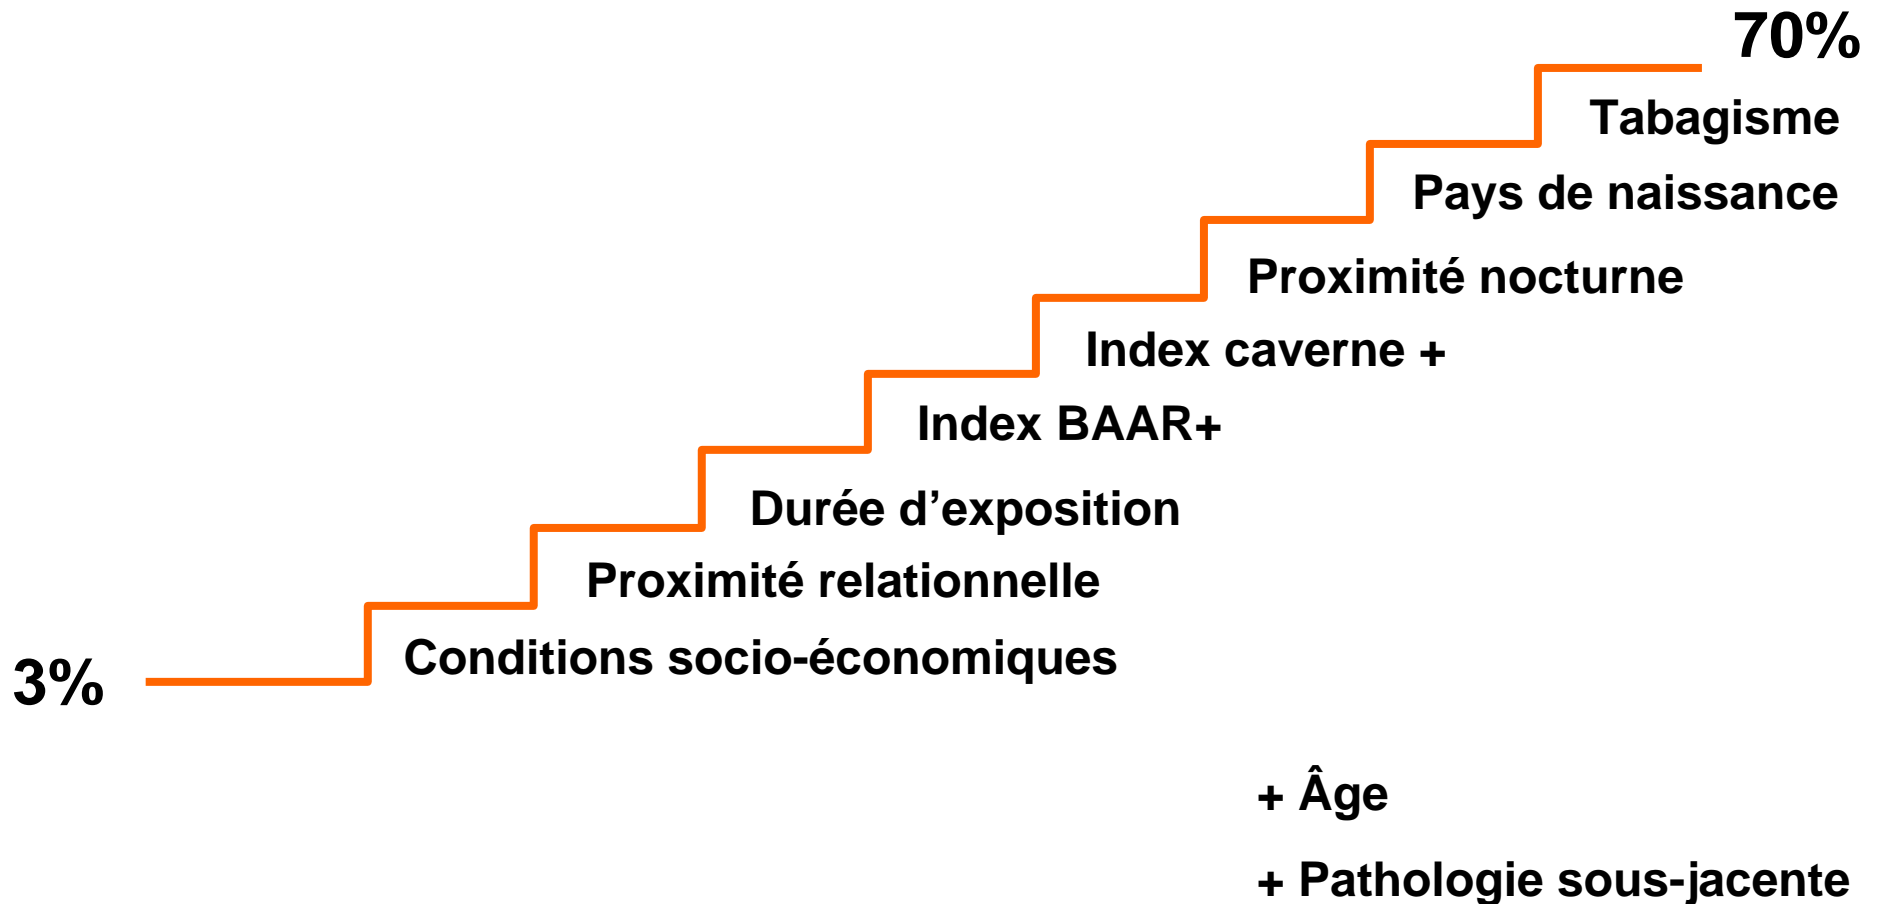 70%
Tabagisme
Pays de naissance
Proximité nocturne
Index caverne +
Index BAAR+
Durée d’exposition
Proximité relationnelle
Conditions socio-économiques
3%
+ Âge
+ Pathologie sous-jacente